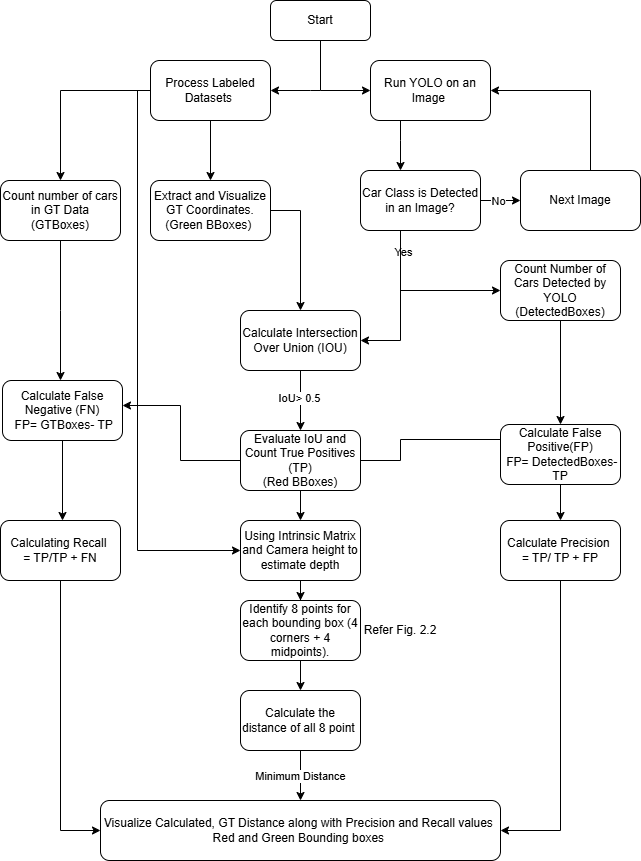 Start
Process Labeled
Datasets
Run YOLO on an
Image
Count number of cars
in GT Data
(GTBoxes)
Extract and Visualize
GT Coordinates.
(Green BBoxes)
Car Class is Detected
in an Image?
No
Next Image
Yes
Count Number of
Cars Detected by
YOLO
(DetectedBoxes)
Calculate Intersection
Over Union (IOU)
IoU> 0.5
Calculate False
Negative (FN)
FP= GTBoxes- TP
Evaluate IoU and
Count True Positives
(TP)
(Red BBoxes)
Calculate False
Positive(FP)
FP= DetectedBoxes-
TP
Calculating Recall
= TP/TP + FN
Using Intrinsic Matrix
and Camera height to
estimate depth
Calculate Precision
= TP/ TP + FP
Identify 8 points for
each bounding box (4
corners + 4
midpoints).
Refer Fig. 2.2
Calculate the
distance of all 8 point
Minimum Distance
Visualize Calculated, GT Distance along with Precision and Recall values
Red and Green Bounding boxes